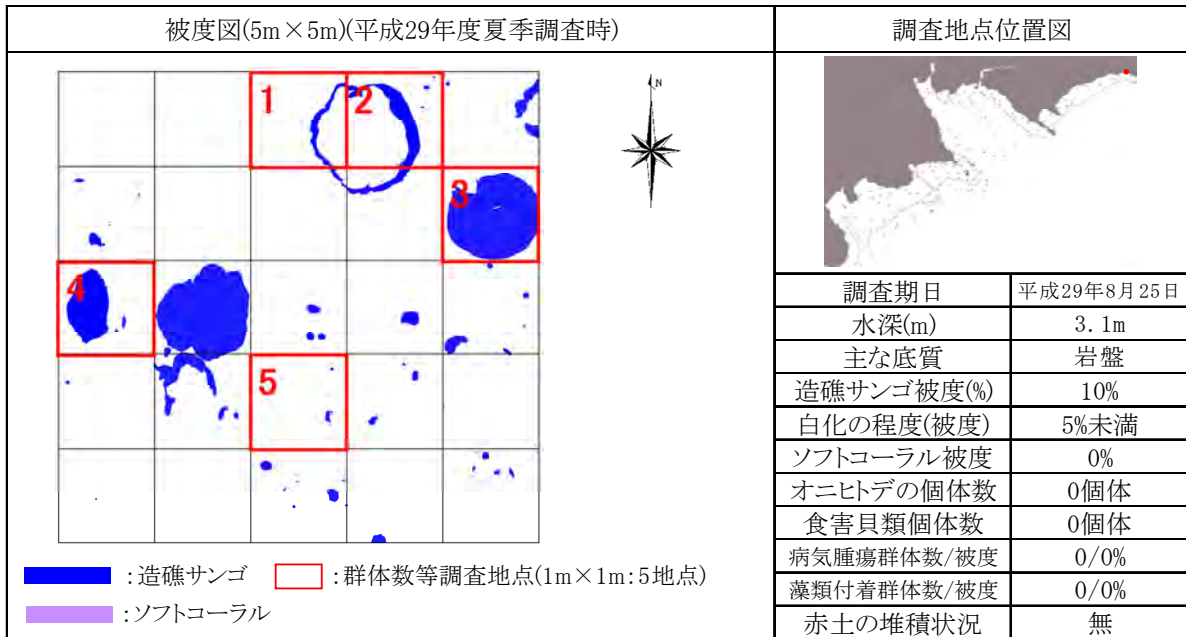 被度図(5m×5m)(平成29年度夏季調査時)
調査地点位置図
N
1
2
3
4
5
調査期日 平成29年8月25日
水深(m) 3.1m
主な底質 岩盤
造礁サンゴ被度(%) 10%
白化の程度(被度) 5%未満
ソフトコーラル被度 0%
オニヒトデの個体数 0個体
食害貝類個体数 0個体
病気腫瘍群体数/被度 0/0%
藻類付着群体数/被度 0/0%
赤土の堆積状況 無
:造礁サンゴ :群体数等調査地点(1m×1m:5地点)
:ソフトコーラル